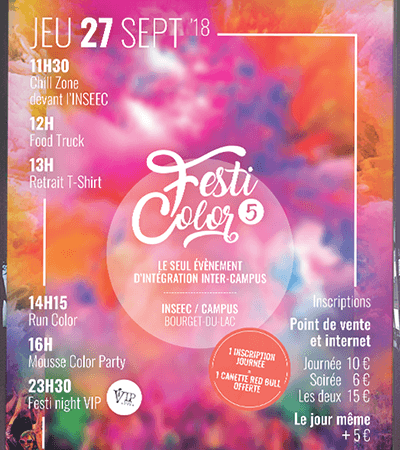 JEU 27 SEPT '18
11H30
Chill Zone
devant l'INSEEC
12H
Food Truck
13H
Retrait T-Shirt
Festi
Color 5
LE SEUL ÉVÈNEMENT
D'INTÉGRATION INTER-CAMPUS
INSEEC / CAMPUS
BOURGET-DU-LAC
14H15
Run Color
16H
Mousse Color Party
23H30
Festi night VIP
VIP
1 DISCRIPTION
JOURNÉE
=
1 CANETTE RED BULL
OFFERTE
Inscriptions
Point de vente
et internet
Journée 10 €
Soirée 6 €
Les deux 15 €
Le jour même
+ 5 €